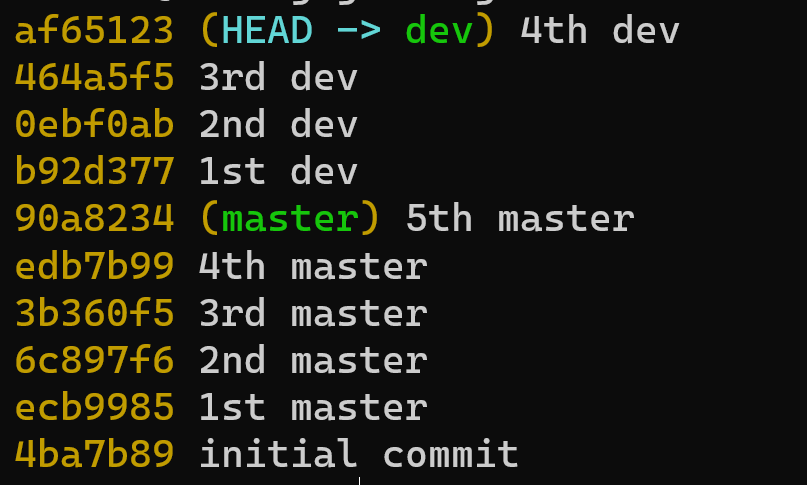 af65123 (HEAD -> dev) 4th dev
464a5f5 3rd dev
0ebf0ab 2nd dev
b92d377 1st dev
90a8234 (master) 5th master
edb7b99 4th master
3b360f5 3rd master
6c897f6 2nd master
ecb9985 1st master
4ba7b89 initial commit